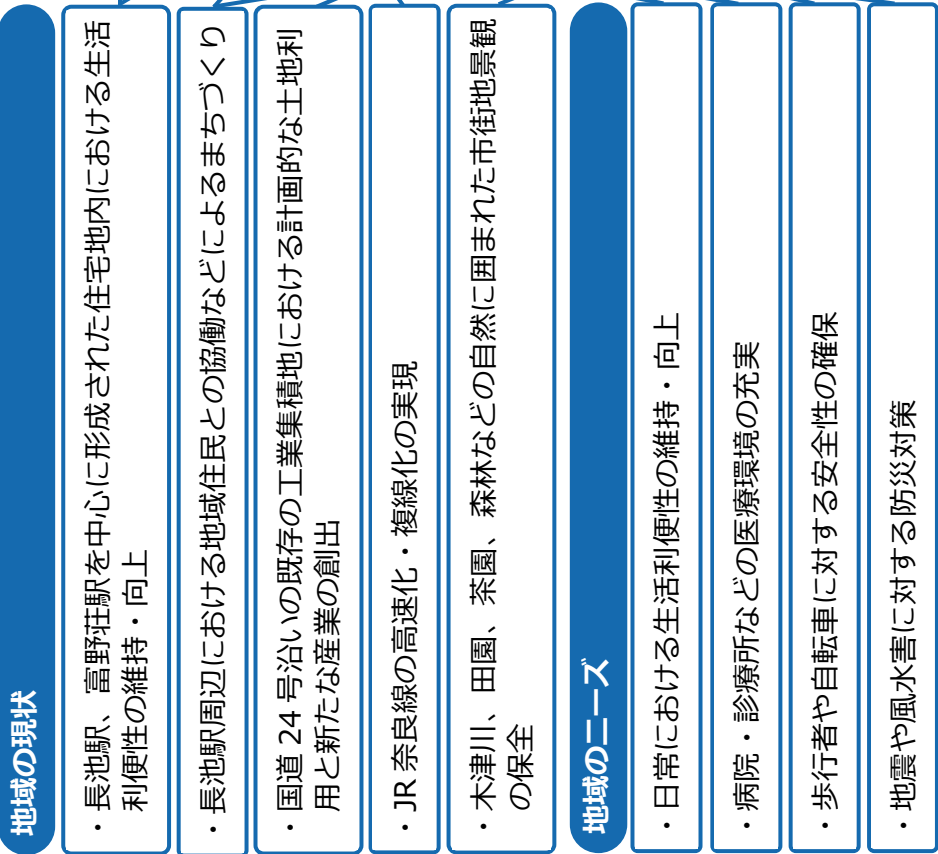 地域の現状
・長池駅、富野荘駅を中心に形成された住宅地内における生活
利便性の維持・向上
・長池駅周辺における地域住民との協働などによるまちづくり
・国道 24 号沿いの既存の工業集積地における計画的な土地利
用と新たな産業の創出
・JR 奈良線の高速化・複線化の実現
・木津川、田園、茶園、森林などの自然に囲まれた市街地景観
の保全
地域のニーズ
・日常における生活利便性の維持・向上
・病院・診療所などの医療環境の充実
・歩行者や自転車に対する安全性の確保
・地震や風水害に対する防災対策